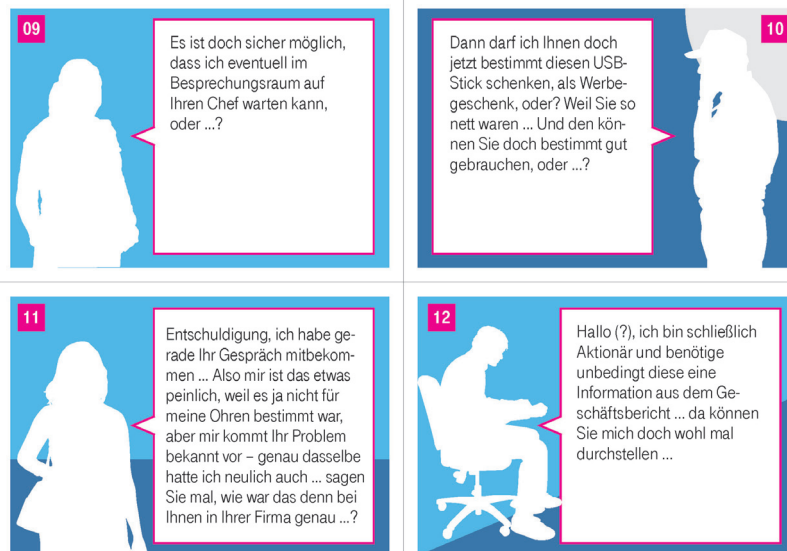 09
Es ist doch sicher möglich,
dass ich eventuell im
Besprechungsraum auf
Ihren Chef warten kann,
oder ...?
10
Dann darf ich Ihnen doch
jetzt bestimmt diesen USB-
Stick schenken, als Werbe-
geschenk, oder? Weil Sie so
nett waren ... Und den kön-
nen Sie doch bestimmt gut
gebrauchen, oder ...?
11
Entschuldigung, ich habe ge-
rade Ihr Gespräch mitbekom-
men ... Also mir ist das etwas
peinlich, weil es ja nicht für
meine Ohren bestimmt war,
aber mir kommt Ihr Problem
bekannt vor – genau dasselbe
hatte ich neulich auch ... sagen
Sie mal, wie war das denn bei
Ihnen in Ihrer Firma genau ...?
12
Hallo (?), ich bin schließlich
Aktionär und benötige
unbedingt diese eine
Information aus dem Ge-
schäftsbericht ... da können
Sie mich doch wohl mal
durchstellen ...